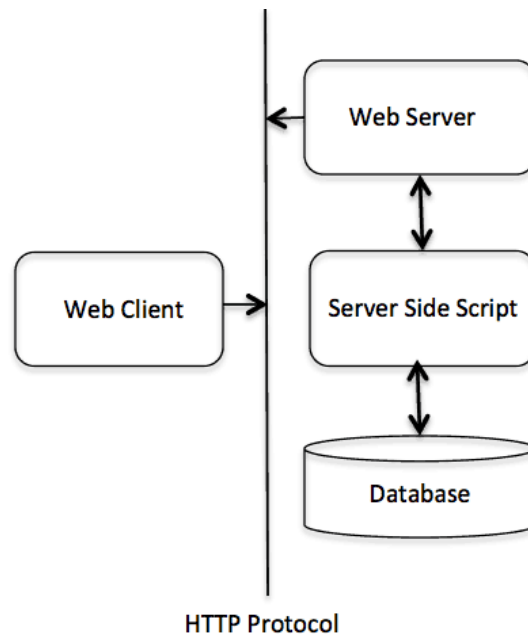 Web Server
Web Client
Server Side Script
Database
HTTP Protocol